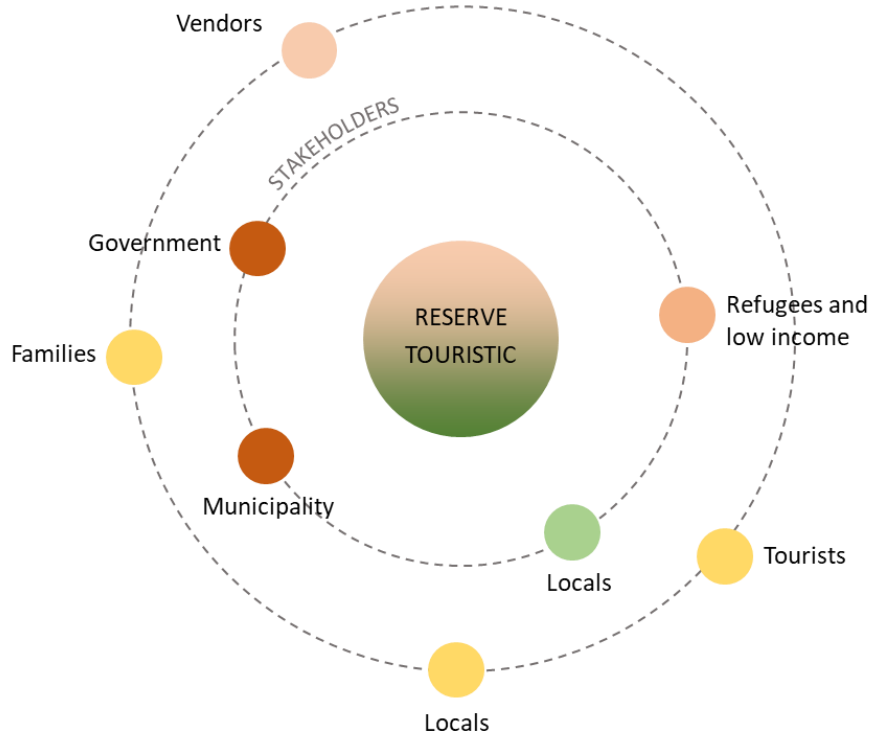 Vendors
STAKEHOLDERS
Government
RESERVE
TOURISTIC
Refugees and
low income
Families
Municipality
Tourists
Locals
Locals